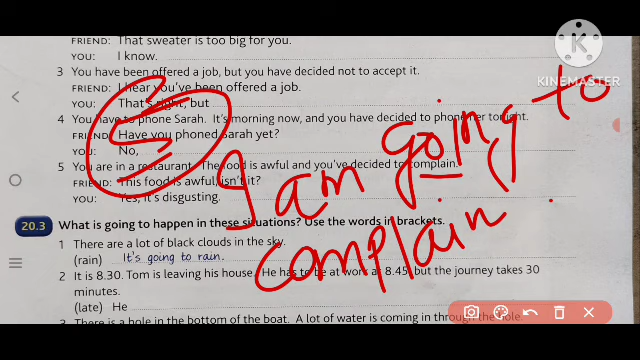 FRIEND: That sweater is too big for you.
YOU: I know.
3 You have been offered a job, but you have decided not to accept it.
FRIEND: I hear you've been offered a job.
YOU: That's right, but
4 You have to phone Sarah. It's morning now, and you have decided to phone her tonight.
FRIEND: Have you phoned Sarah yet?
YOU: No,
5 You are in a restaurant. The food is awful and you've decided to complain.
FRIEND: This food is awful, isn't it?
YOU: Yes, it's disgusting.
I am going to
complain
20.3 What is going to happen in these situations? Use the words in brackets.
1 There are a lot of black clouds in the sky.
(rain) It's going to rain.
2 It is 8.30. Tom is leaving his house. He has to be at work at 8.45, but the journey takes 30
minutes.
(late) He
3 There is a hole in the bottom of the boat. A lot of water is coming in through the hole.
K
KINEMASTER